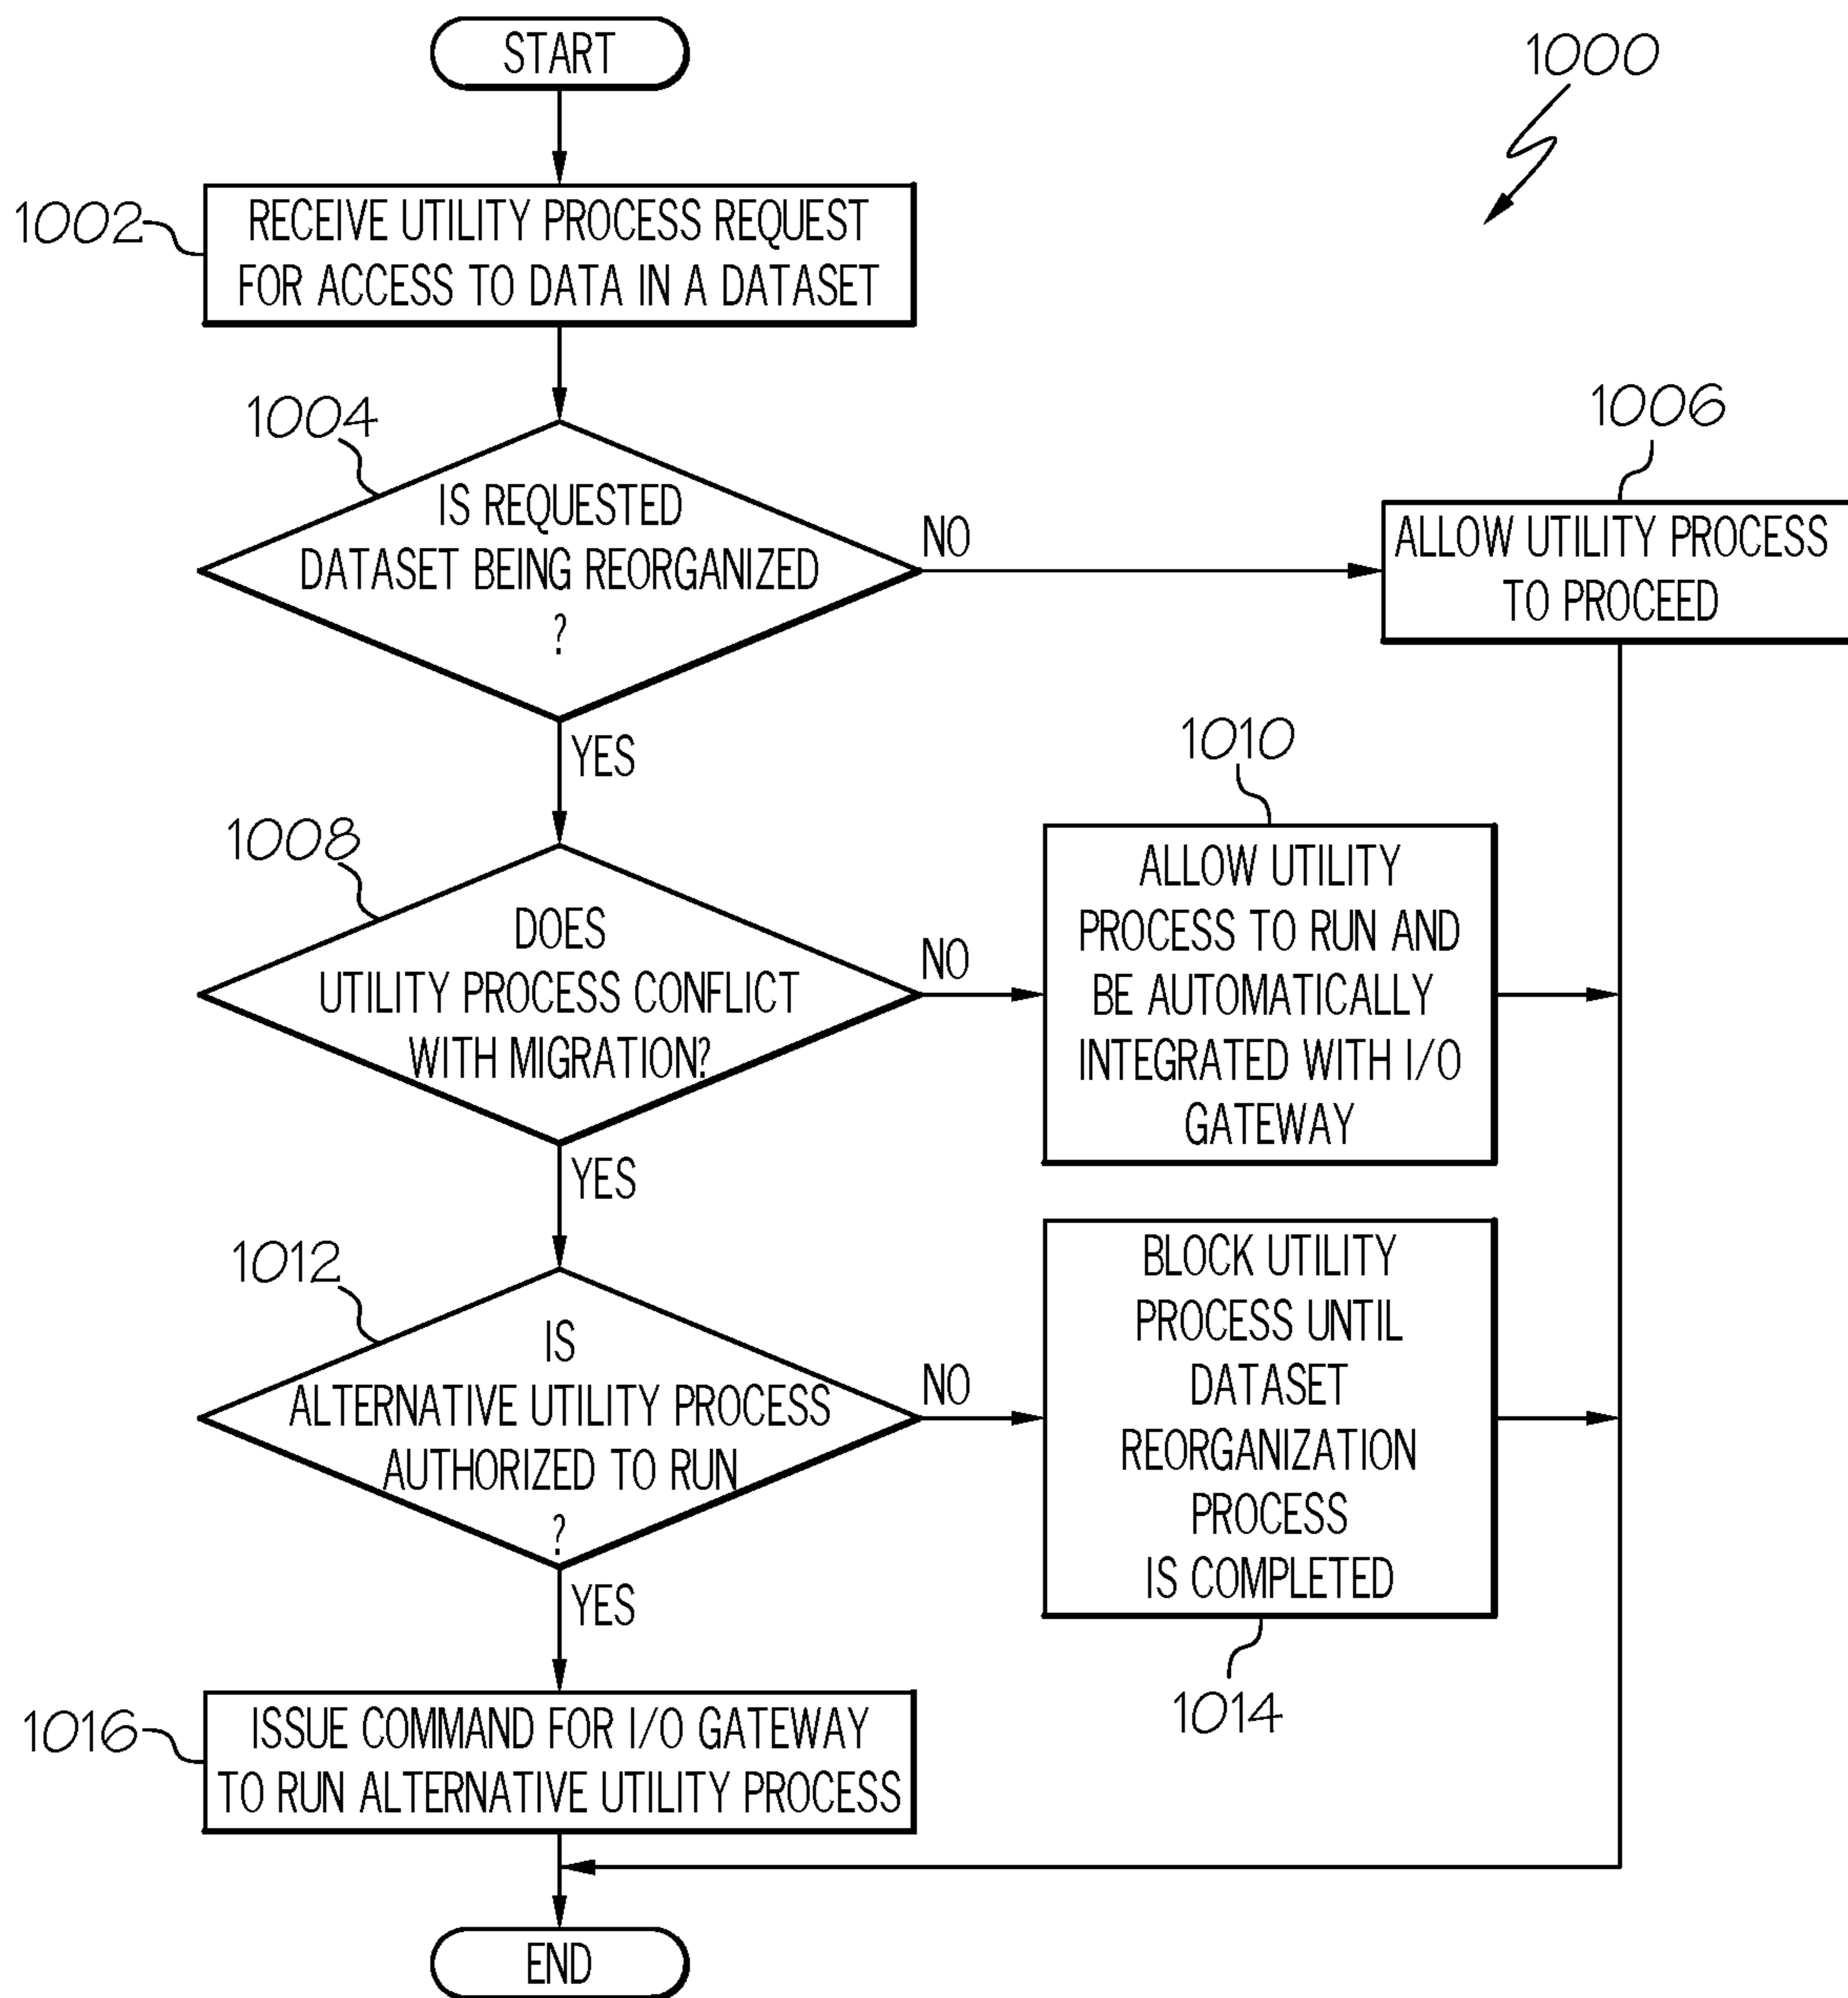 START
1000
1002
RECEIVE UTILITY PROCESS REQUEST
FOR ACCESS TO DATA IN A DATASET
1004
IS REQUESTED
DATASET BEING REORGANIZED
?
NO
1006
ALLOW UTILITY PROCESS
TO PROCEED
YES
1008
DOES
UTILITY PROCESS CONFLICT
WITH MIGRATION?
NO
1010
ALLOW UTILITY
PROCESS TO RUN AND
BE AUTOMATICALLY
INTEGRATED WITH I/O
GATEWAY
YES
1012
IS
ALTERNATIVE UTILITY PROCESS
AUTHORIZED TO RUN
?
NO
BLOCK UTILITY
PROCESS UNTIL
DATASET
REORGANIZATION
PROCESS
IS COMPLETED
1014
YES
1016
ISSUE COMMAND FOR I/O GATEWAY
TO RUN ALTERNATIVE UTILITY PROCESS
END